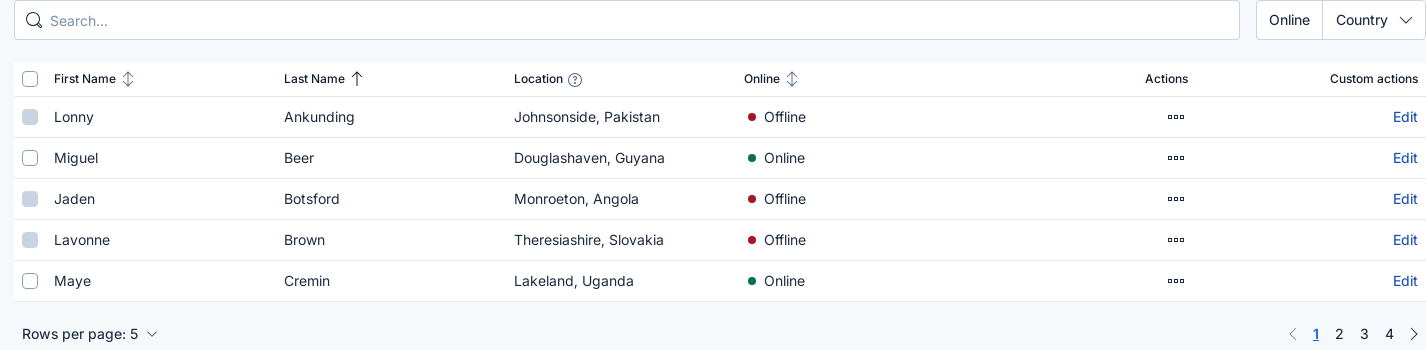 Search... Online Country
First Name Last Name Location Online Actions Custom actions
Lonny Ankunding Johnsonside, Pakistan Offline Edit
Miguel Beer Douglashaven, Guyana Online Edit
Jaden Botsford Monroeton, Angola Offline Edit
Lavonne Brown Theresiashire, Slovakia Offline Edit
Maye Cremin Lakeland, Uganda Online Edit
Rows per page: 5 1 2 3 4